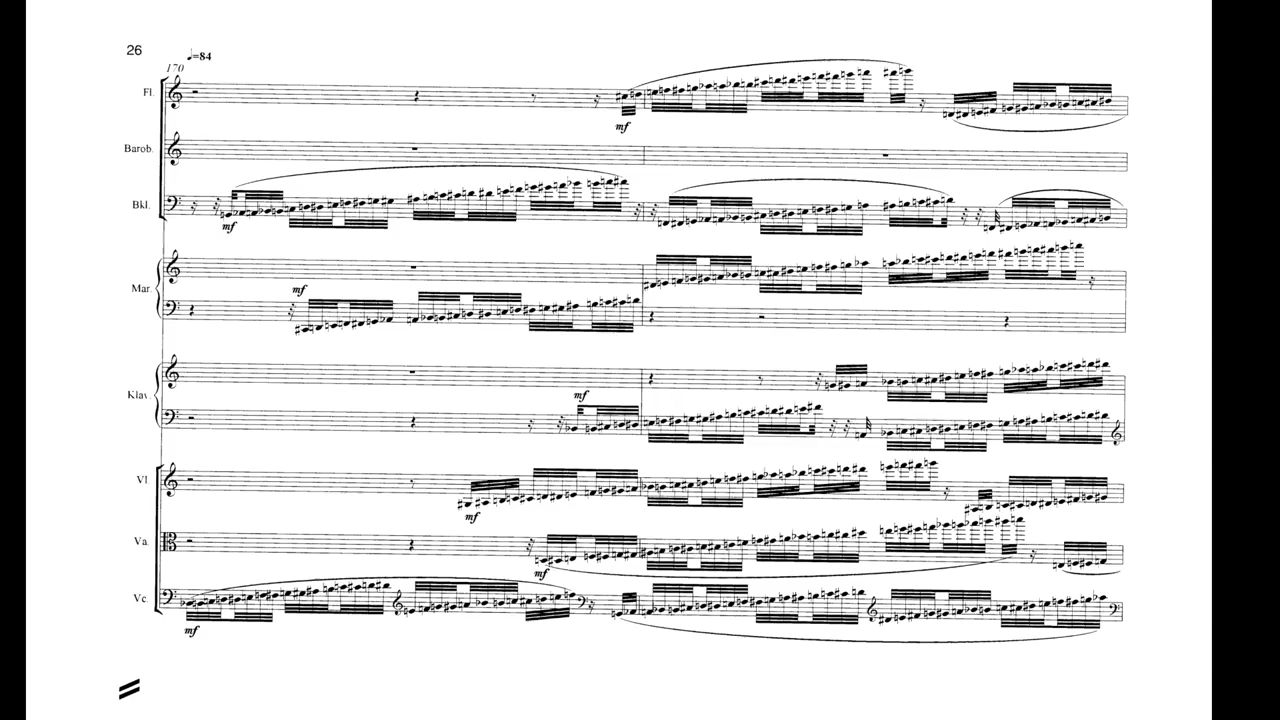 26
♩=84
170
Fl.
mf
Barob.
Bkl.
mf
Mar.
mf
Klav.
mf
Vl
mf
Va.
mf
Vc.
mf